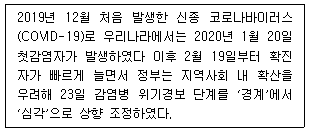 2019년 12월 처음 발생한 신종 코로나바이러스
(COVID-19)로 우리나라에서는 2020년 1월 20일
첫감염자가 발생하였다 이후 2월 19일부터 확진
자가 빠르게 늘면서 정부는 지역사회 내 확산을
우려해 23일 감염병 위기경보 단계를 ‘경계’에서
‘심각’으로 상향 조정하였다.